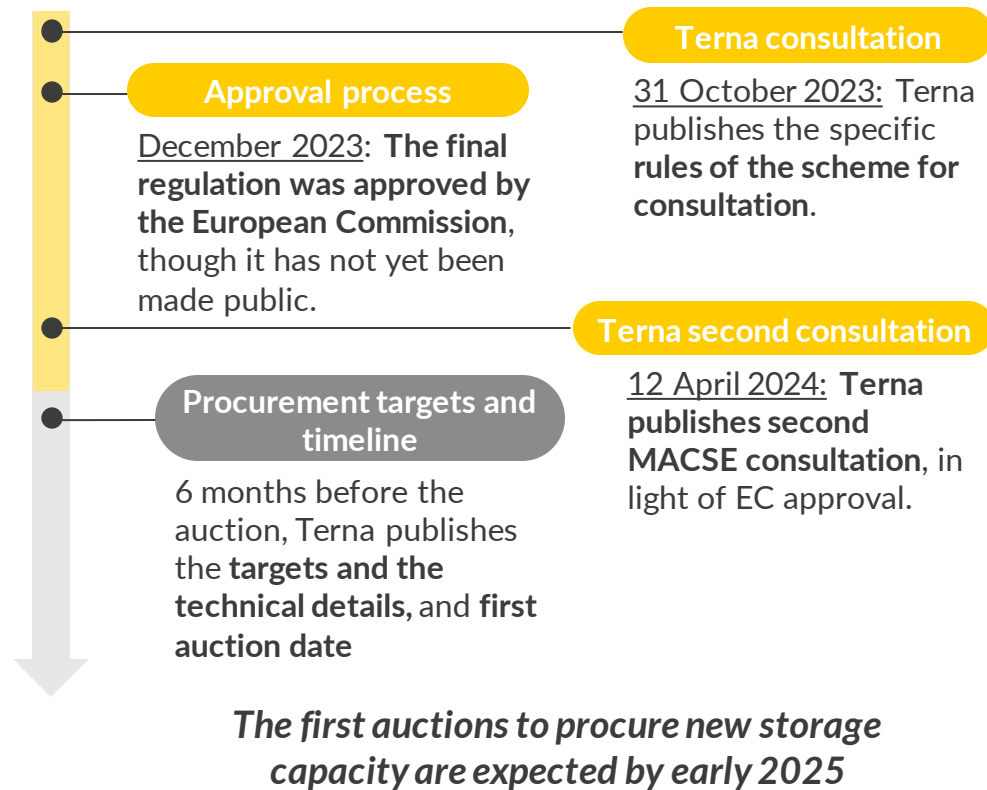 Terna consultation
31 October 2023: Terna
publishes the specific
rules of the scheme for
consultation.
Approval process
December 2023: The final
regulation was approved by
the European Commission,
though it has not yet been
made public.
Terna second consultation
12 April 2024: Terna
publishes second
MACSE consultation, in
light of EC approval.
Procurement targets and
timeline
6 months before the
auction, Terna publishes
the targets and the
technical details, and first
auction date
The first auctions to procure new storage
capacity are expected by early 2025